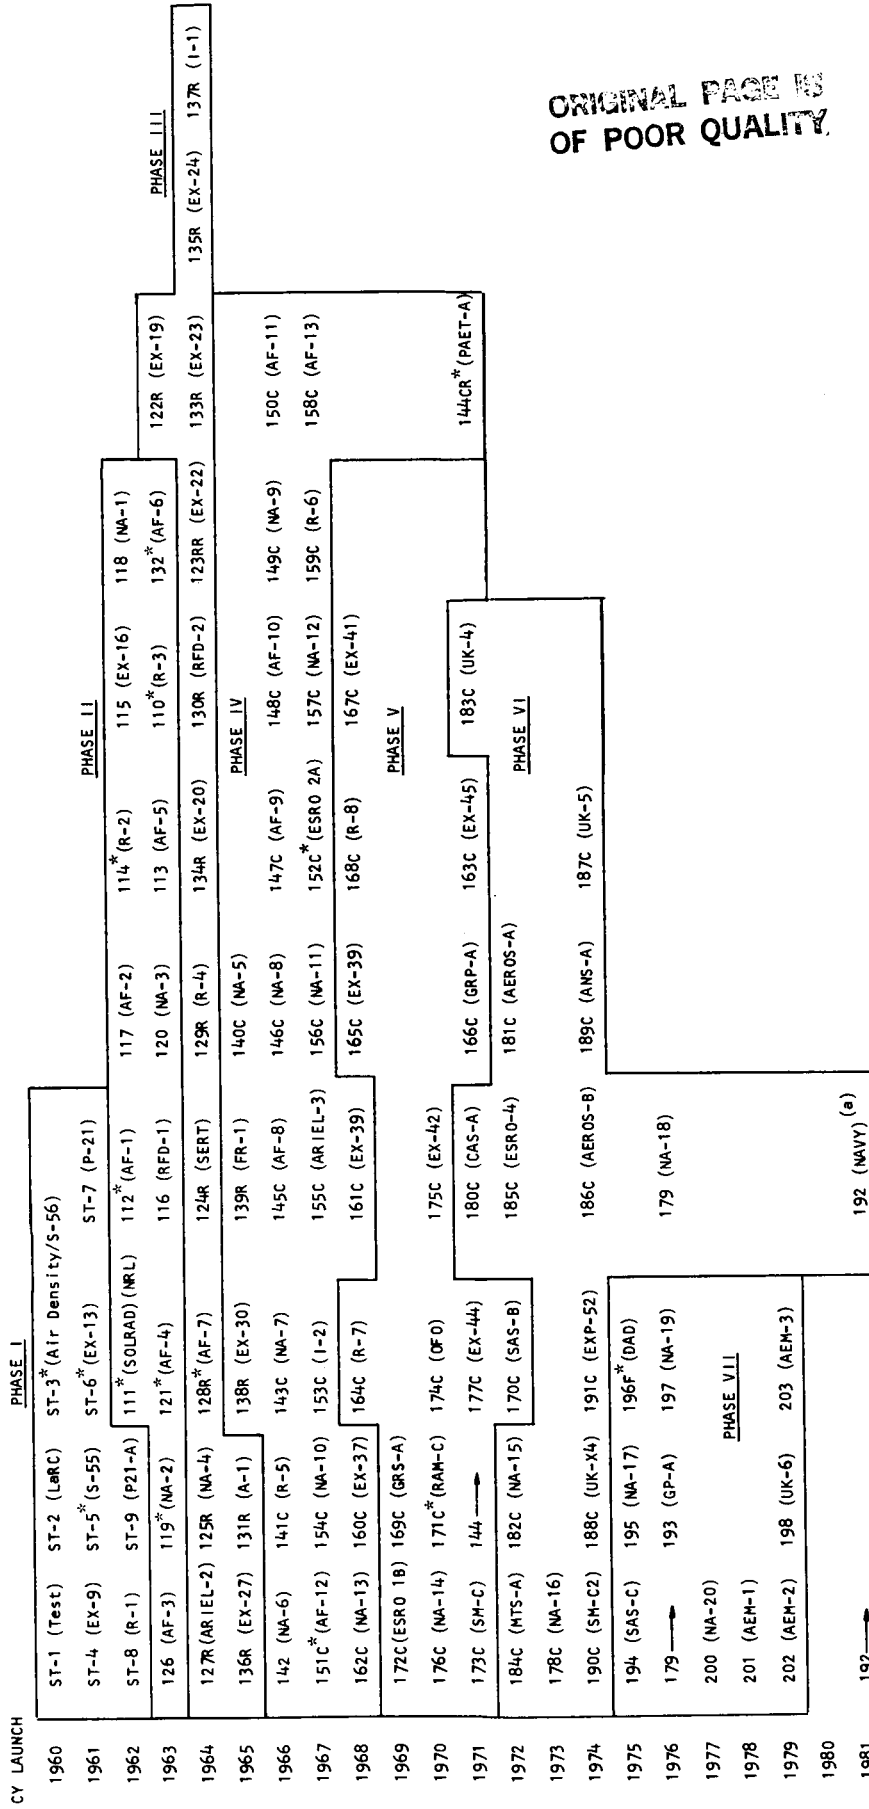 ORIGINAL PAGE IS
OF POOR QUALITY
CY LAUNCH
PHASE I
1960 ST-1 (Test) ST-2 (LaRC) ST-3* (Air Density/S-56)
1961 ST-4 (EX-9) ST-5* (S-55) ST-6* (EX-13) ST-7 (P-21)
PHASE II
1962 ST-8 (R-1) ST-9 (P21-A) 111* (SOLRAD) (NRL) 112* (AF-1) 117 (AF-2) 114* (R-2) 115 (EX-16) 118 (NA-1)
1963 126 (AF-3) 119* (NA-2) 121* (AF-4) 116 (RFD-1) 120 (NA-3) 113 (AF-5) 110* (R-3) 132* (AF-6) 122R (EX-19)
PHASE III
1964 127R (ARIEL-2) 125R (NA-4) 128R* (AF-7) 124R (SERT) 129R (R-4) 134R (EX-20) 130R (RFD-2) 123RR (EX-22) 133R (EX-23) 135R (EX-24) 137R (I-1)
PHASE IV
1965 136R (EX-27) 131R (A-1) 138R (EX-30) 139R (FR-1) 140C (NA-5)
1966 142 (NA-6) 141C (R-5) 143C (NA-7) 145C (AF-8) 146C (NA-8) 147C (AF-9) 148C (AF-10) 149C (NA-9) 150C (AF-11)
1967 151C* (AF-12) 154C (NA-10) 153C (I-2) 155C (ARIEL-3) 156C (NA-11) 152C* (ESRO 2A) 157C (NA-12) 159C (R-6) 158C (AF-13)
1968 162C (NA-13) 160C (EX-37) 164C (R-7) 161C (EX-39) 165C (EX-39) 168C (R-8) 167C (EX-41)
PHASE V
1969 172C (ESRO 1B) 169C (GRS-A)
1970 176C (NA-14) 171C* (RAM-C) 174C (OFO) 175C (EX-42)
1971 173C (SM-C) 144 → 177C (EX-44) 180C (CAS-A) 166C (GRP-A) 163C (EX-45) 183C (UK-4) 144CR* (PAET-A)
PHASE VI
1972 184C (MTS-A) 182C (NA-15) 170C (SAS-B) 185C (ESRO-4) 181C (AEROS-A)
1973 178C (NA-16)
1974 190C (SM-C2) 188C (UK-X4) 191C (EXP-52) 186C (AEROS-B) 189C (ANS-A) 187C (UK-5)
1975 194 (SAS-C) 195 (NA-17) 196F* (DAD)
1976 179 → 193 (GP-A) 197 (NA-19) 179 (NA-18)
PHASE VII
1977 200 (NA-20)
1978 201 (AEM-1)
1979 202 (AEM-2) 198 (UK-6) 203 (AEM-3)
1980
1981 192 → 192 (NAVY)(a)